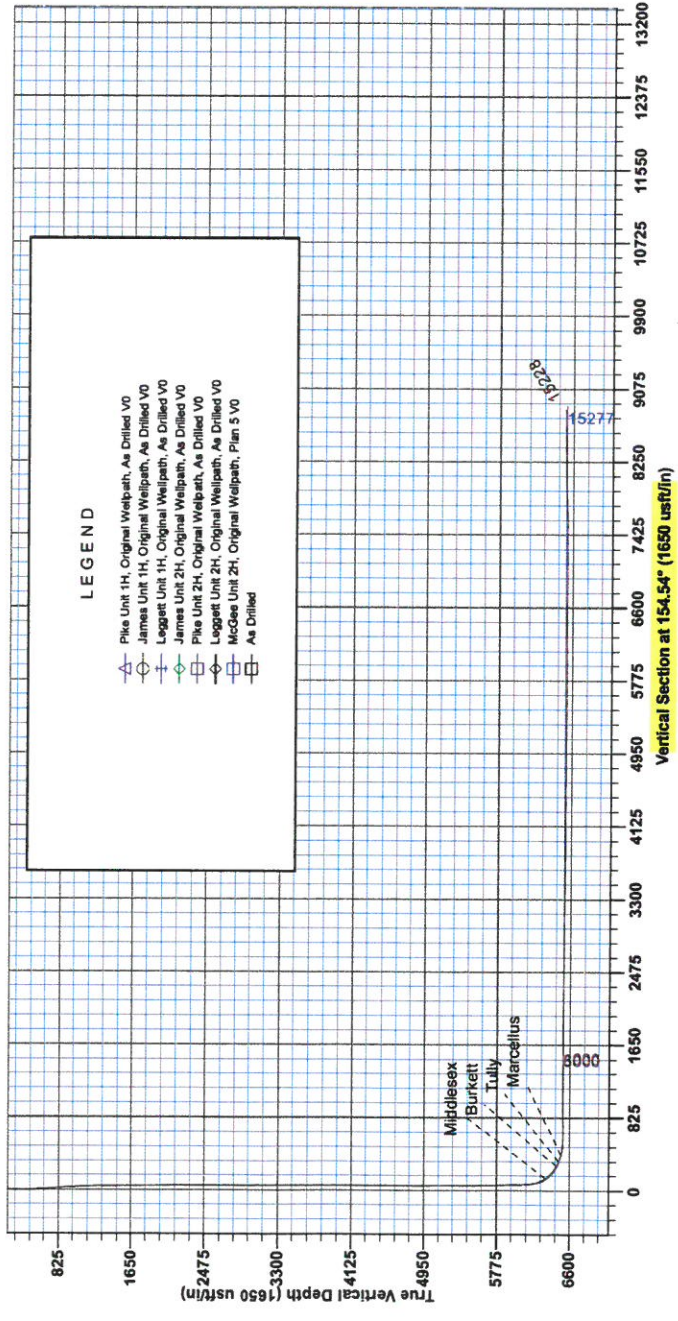 LEGEND
Pike Unit 1H, Original Wellpath, As Drilled V0
James Unit 1H, Original Wellpath, As Drilled V0
Leggett Unit 1H, Original Wellpath, As Drilled V0
James Unit 2H, Original Wellpath, As Drilled V0
Pike Unit 2H, Original Wellpath, As Drilled V0
Leggett Unit 2H, Original Wellpath, As Drilled V0
McGee Unit 2H, Original Wellpath, Plan 5 V0
As Drilled
825
1650
2475
3300
4125
4950
5775
6600
True Vertical Depth (1650 usft/in)
Middlesex
Burkett
Tully
Marcellus
8000
15228
15277
0
825
1650
2475
3300
4125
4950
5775
6600
7425
8250
9075
9900
10725
11550
12375
13200
Vertical Section at 154.54° (1650 usft/in)